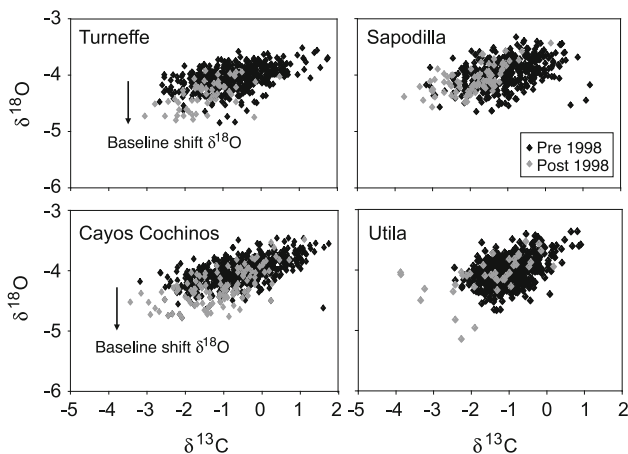 Turneffe
Sapodilla
-3
-4
-5
-6
δ18O
Baseline shift δ18O
Pre 1998
Post 1998
Cayos Cochinos
Utila
-3
-4
-5
-6
δ18O
Baseline shift δ18O
-5 -4 -3 -2 -1 0 1 2
-5 -4 -3 -2 -1 0 1 2
δ13C
δ13C